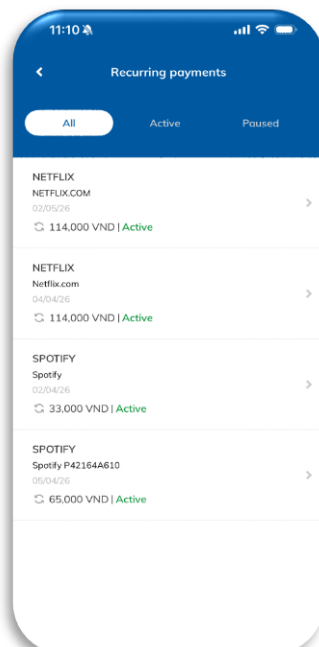 11:10
Recurring payments
All Active Paused
NETFLIX
NETFLIX.COM
02/05/26
114,000 VND | Active
NETFLIX
Netflix.com
04/04/26
114,000 VND | Active
SPOTIFY
Spotify
02/04/26
33,000 VND | Active
SPOTIFY
Spotify P42164A610
05/04/26
65,000 VND | Active